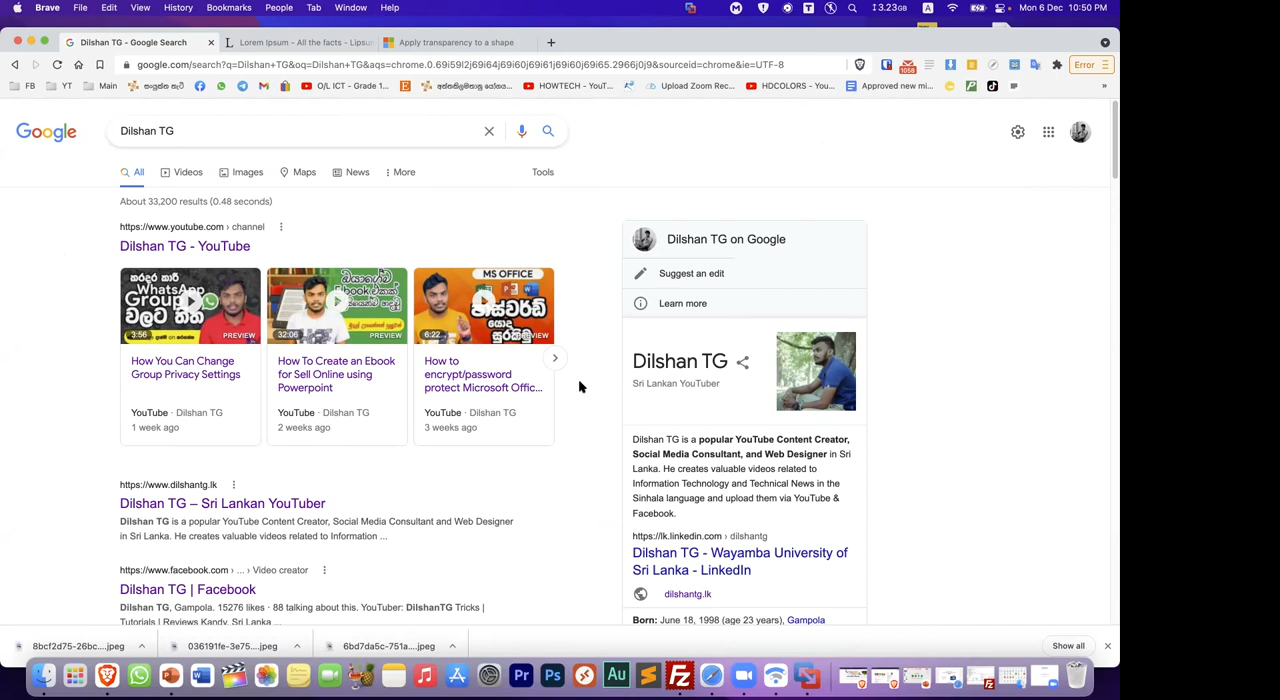 Brave File Edit View History Bookmarks People Tab Window Help
3.23GB
A
Mon 6 Dec 10:50 PM
Dilshan TG - Google Search
Lorem Ipsum - All the facts - Lipsu
Apply transparency to a shape
google.com/search?q=Dilshan+TG&oq=Dilshan+TG&aqs=chrome.0.69i59l2j69i64j69i60j69i61j69i60j69i65.2966j0j9&sourceid=chrome&ie=UTF-8
1058
Error
FB
YT
Main
O/L ICT - Grade 1...
HOWTECH - YouT...
Upload Zoom Rec...
HDCOLORS - You...
Approved new mi...
»
Google
Dilshan TG
All Videos Images Maps News More Tools
About 33,200 results (0.48 seconds)
https://www.youtube.com › channel
Dilshan TG - YouTube
කරදර කාරී
WhatsApp
Group
වලට තිත
3:56
PREVIEW
Ebook
32:06
PREVIEW
MS OFFICE
6:22
How You Can Change
Group Privacy Settings
YouTube · Dilshan TG
1 week ago
How To Create an Ebook
for Sell Online using
Powerpoint
YouTube · Dilshan TG
2 weeks ago
How to
encrypt/password
protect Microsoft Offic...
YouTube · Dilshan TG
3 weeks ago
https://www.dilshantg.lk
Dilshan TG – Sri Lankan YouTuber
Dilshan TG is a popular YouTube Content Creator, Social Media Consultant and Web Designer
in Sri Lanka. He creates valuable videos related to Information ...
https://www.facebook.com › ... › Video creator
Dilshan TG | Facebook
Dilshan TG, Gampola. 15276 likes · 88 talking about this. YouTuber: DilshanTG Tricks |
Tutorials | Reviews Kandy, Sri Lanka ...
Dilshan TG on Google
Suggest an edit
Learn more
Dilshan TG
Sri Lankan YouTuber
Dilshan TG is a popular YouTube Content Creator,
Social Media Consultant, and Web Designer in Sri
Lanka. He creates valuable videos related to
Information Technology and Technical News in the
Sinhala language and upload them via YouTube &
Facebook.
https://lk.linkedin.com › dilshantg
Dilshan TG - Wayamba University of
Sri Lanka - LinkedIn
dilshantg.lk
Born: June 18, 1998 (age 23 years), Gampola
8bcf2d75-26bc....jpeg
036191fe-3e75....jpeg
6bd7da5c-751a....jpeg
Show all
Pr
Ps
Au